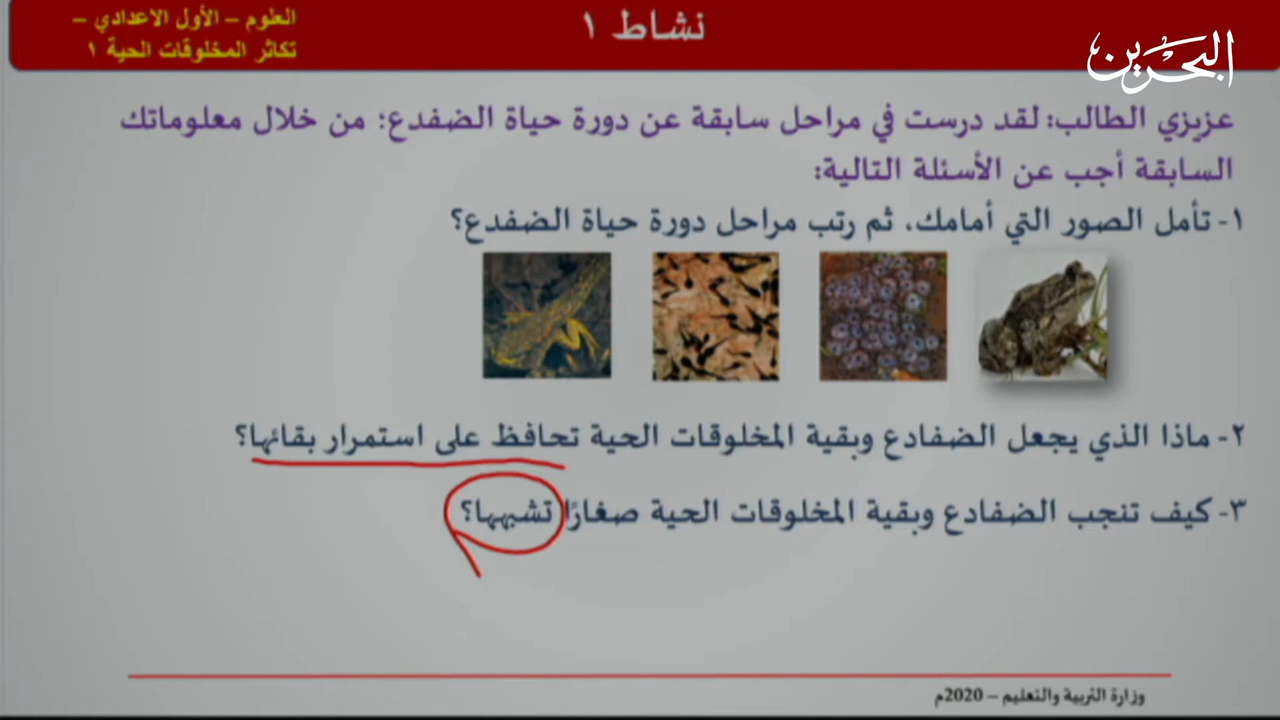 العلوم – الأول الاعدادي –
تكاثر المخلوقات الحية ١
نشاط ١
البحرين
عزيزي الطالب: لقد درست في مراحل سابقة عن دورة حياة الضفدع؛ من خلال معلوماتك
السابقة أجب عن الأسئلة التالية:
١- تأمل الصور التي أمامك، ثم رتب مراحل دورة حياة الضفدع؟
٢- ماذا الذي يجعل الضفادع وبقية المخلوقات الحية تحافظ على استمرار بقائها؟
٣- كيف تنجب الضفادع وبقية المخلوقات الحية صغارًا تشبهها؟
وزارة التربية والتعليم – 2020م